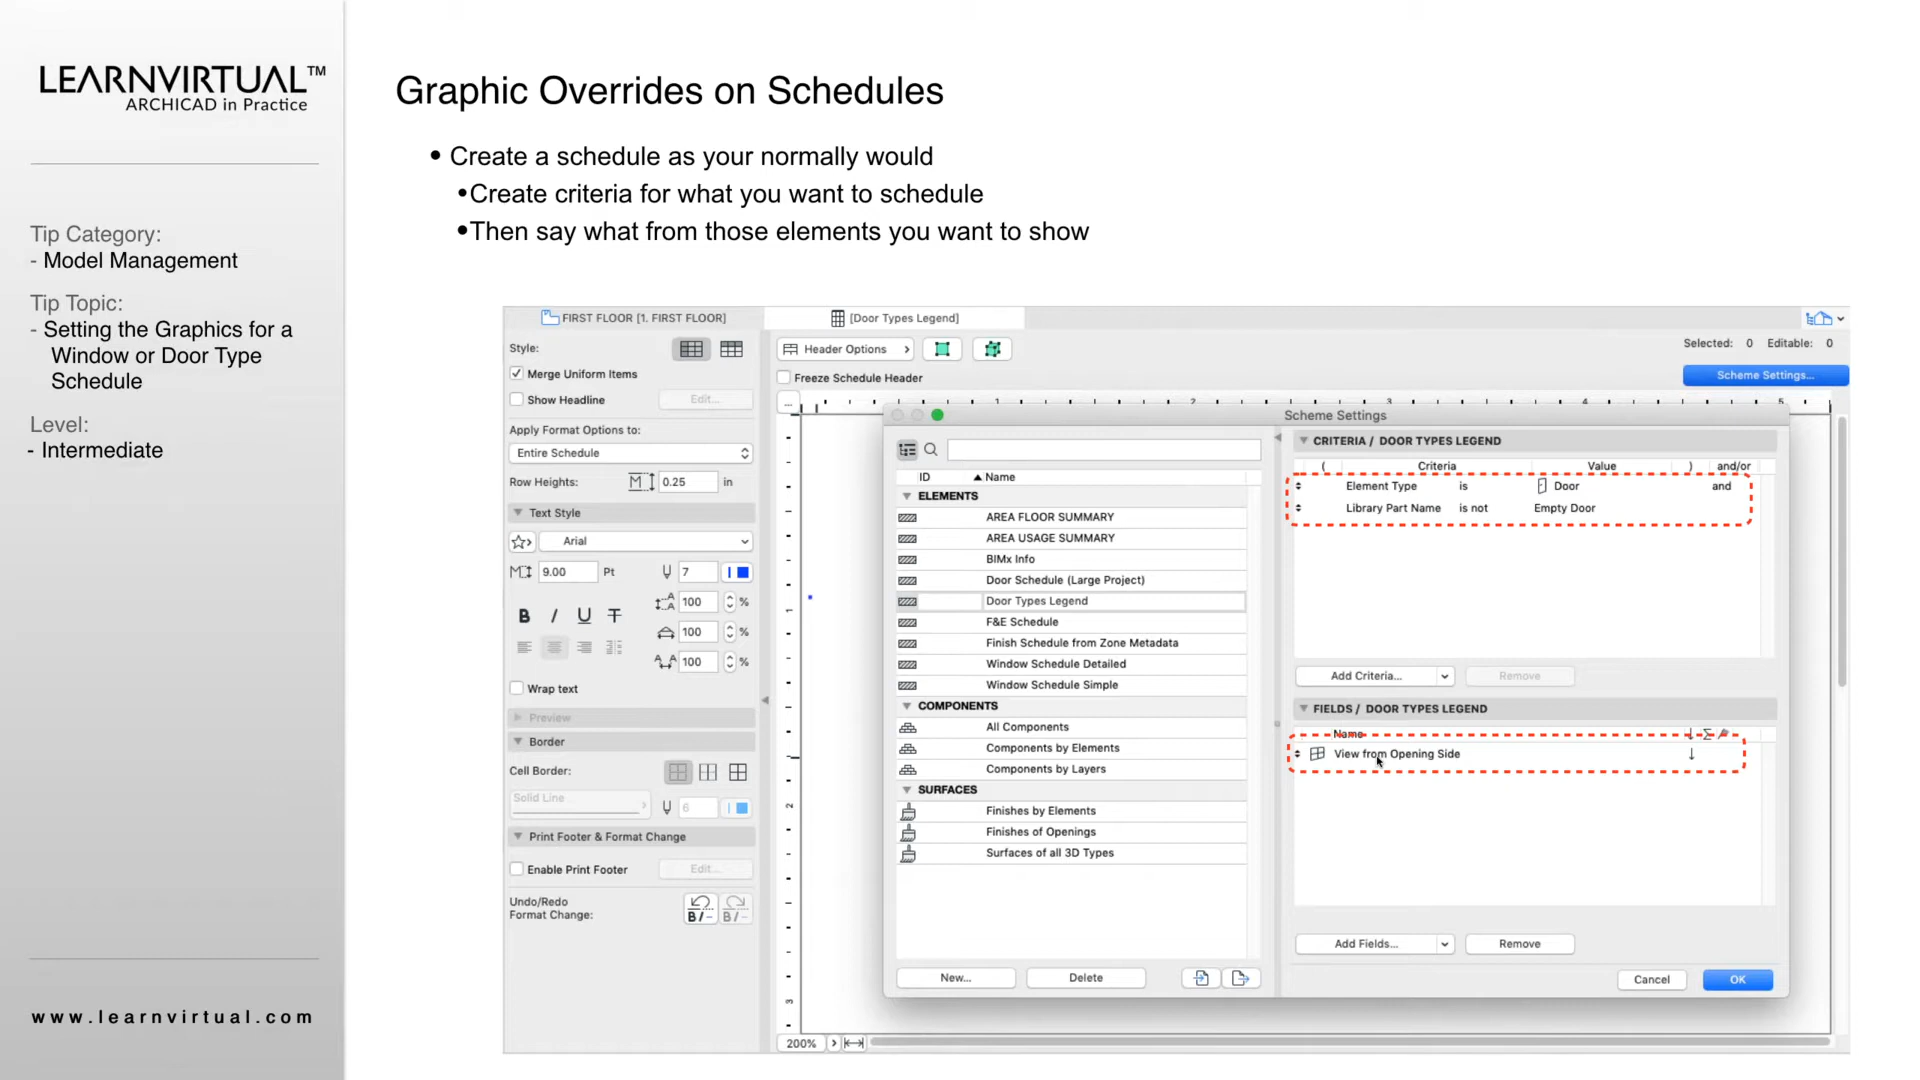 LEARNVIRTUAL™
ARCHICAD in Practice
Tip Category:
- Model Management
Tip Topic:
- Setting the Graphics for a
Window or Door Type
Schedule
Level:
- Intermediate
www.learnvirtual.com
Graphic Overrides on Schedules
• Create a schedule as your normally would
•Create criteria for what you want to schedule
•Then say what from those elements you want to show
FIRST FLOOR [1. FIRST FLOOR]
[Door Types Legend]
Style:
Merge Uniform Items
Show Headline
Edit...
Apply Format Options to:
Entire Schedule
Row Heights:
0.25
in
Text Style
Arial
9.00
Pt
7
100
%
B I U T
100
%
100
%
Wrap text
Preview
Border
Cell Border:
Solid Line
6
Print Footer & Format Change
Enable Print Footer
Edit...
Undo/Redo
Format Change:
Header Options
Freeze Schedule Header
Selected: 0 Editable: 0
Scheme Settings...
1
3
4
5
1
2
3
200%
Scheme Settings
ID
Name
ELEMENTS
AREA FLOOR SUMMARY
AREA USAGE SUMMARY
BIMx Info
Door Schedule (Large Project)
Door Types Legend
F&E Schedule
Finish Schedule from Zone Metadata
Window Schedule Detailed
Window Schedule Simple
COMPONENTS
All Components
Components by Elements
Components by Layers
SURFACES
Finishes by Elements
Finishes of Openings
Surfaces of all 3D Types
New...
Delete
CRITERIA / DOOR TYPES LEGEND
( Criteria Value ) and/or
Element Type is Door and
Library Part Name is not Empty Door
Add Criteria...
Remove
FIELDS / DOOR TYPES LEGEND
Name
View from Opening Side
Add Fields...
Remove
Cancel
OK